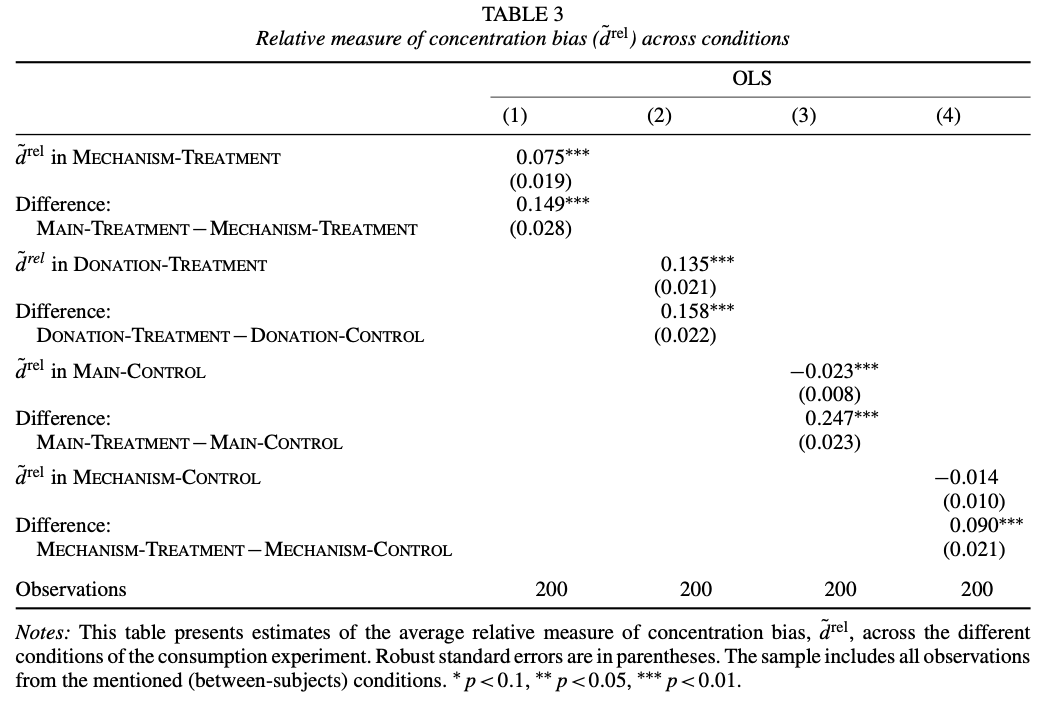 TABLE 3
Relative measure of concentration bias (d̃ʳᵉˡ) across conditions
OLS
(1) (2) (3) (4)
d̃ʳᵉˡ in MECHANISM-TREATMENT 0.075***
(0.019)
Difference: 0.149***
MAIN-TREATMENT−MECHANISM-TREATMENT (0.028)
d̃ʳᵉˡ in DONATION-TREATMENT 0.135***
(0.021)
Difference: 0.158***
DONATION-TREATMENT−DONATION-CONTROL (0.022)
d̃ʳᵉˡ in MAIN-CONTROL −0.023***
(0.008)
Difference: 0.247***
MAIN-TREATMENT−MAIN-CONTROL (0.023)
d̃ʳᵉˡ in MECHANISM-CONTROL −0.014
(0.010)
Difference: 0.090***
MECHANISM-TREATMENT−MECHANISM-CONTROL (0.021)
Observations 200 200 200 200
Notes: This table presents estimates of the average relative measure of concentration bias, d̃ʳᵉˡ, across the different
conditions of the consumption experiment. Robust standard errors are in parentheses. The sample includes all observations
from the mentioned (between-subjects) conditions. * p<0.1, ** p<0.05, *** p<0.01.